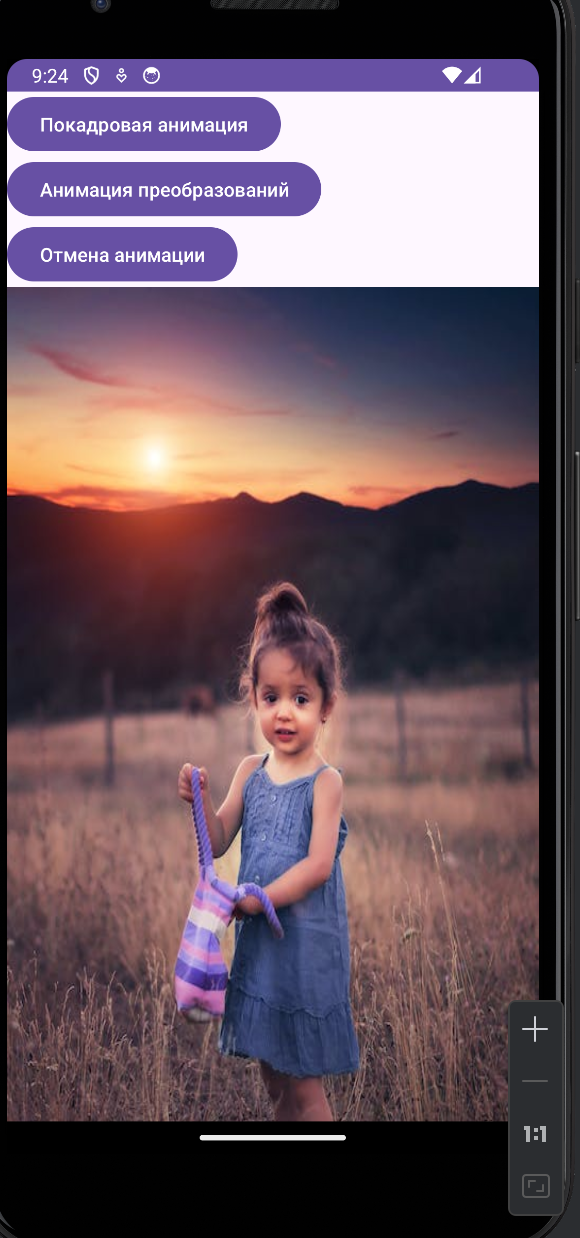 9:24
Покадровая анимация
Анимация преобразований
Отмена анимации
1:1